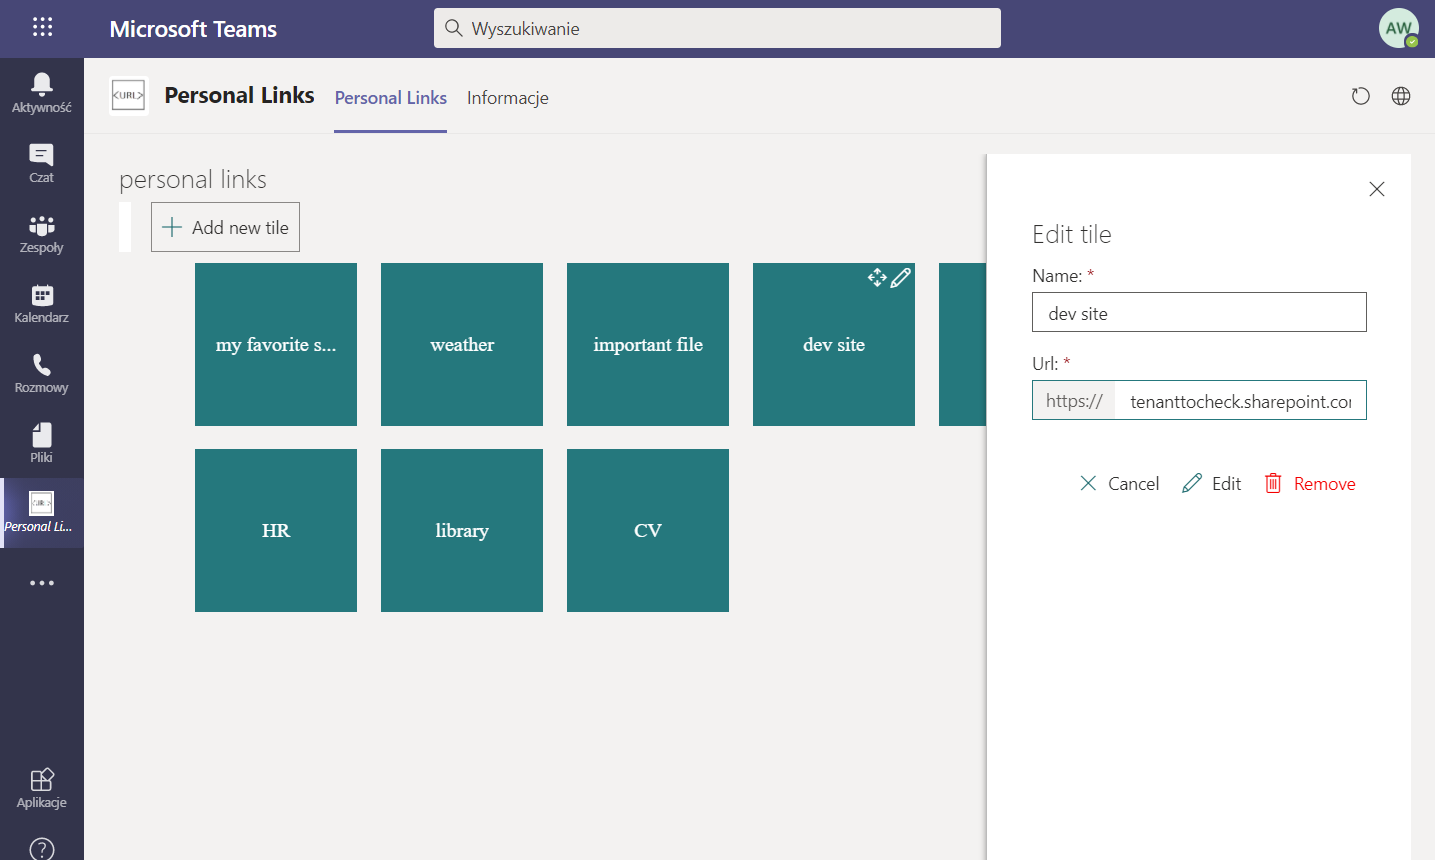 Microsoft Teams
Wyszukiwanie
AW
Aktywność
Czat
Zespoły
Kalendarz
Rozmowy
Pliki
<URL>
Personal Li...
Aplikacje
<URL>
Personal Links
Personal Links
Informacje
personal links
Add new tile
my favorite s...
weather
important file
dev site
HR
library
CV
Edit tile
Name: *
dev site
Url: *
https://
tenanttocheck.sharepoint.co
Cancel
Edit
Remove